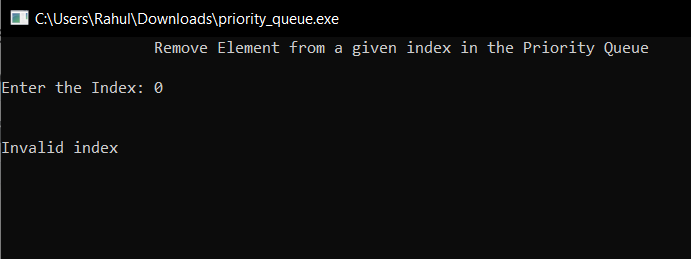 C:\Users\Rahul\Downloads\priority_queue.exe
Remove Element from a given index in the Priority Queue
Enter the Index: 0
Invalid index